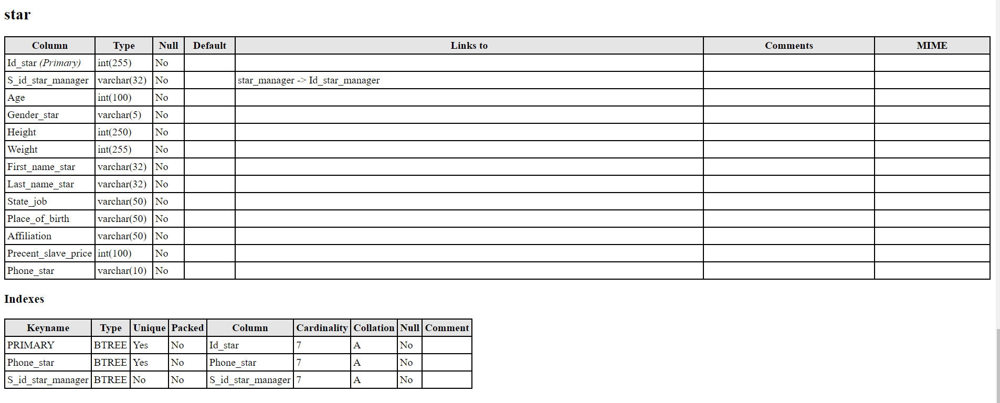 star
Column Type Null Default Links to Comments MIME
Id_star (Primary) int(255) No
S_id_star_manager varchar(32) No star_manager -> Id_star_manager
Age int(100) No
Gender_star varchar(5) No
Height int(250) No
Weight int(255) No
First_name_star varchar(32) No
Last_name_star varchar(32) No
State_job varchar(50) No
Place_of_birth varchar(50) No
Affiliation varchar(50) No
Precent_slave_price int(100) No
Phone_star varchar(10) No
Indexes
Keyname Type Unique Packed Column Cardinality Collation Null Comment
PRIMARY BTREE Yes No Id_star 7 A No
Phone_star BTREE Yes No Phone_star 7 A No
S_id_star_manager BTREE No No S_id_star_manager 7 A No